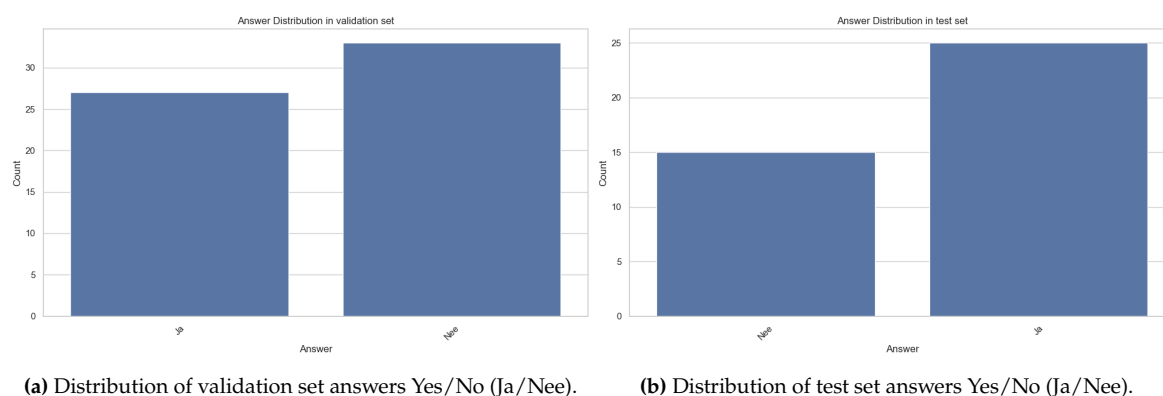 Answer Distribution in validation set
30
25
20
15
10
5
0
Count
Ja
Nee
Answer
Answer Distribution in test set
25
20
15
10
5
0
Count
Nee
Ja
Answer
(a) Distribution of validation set answers Yes/No (Ja/Nee).
(b) Distribution of test set answers Yes/No (Ja/Nee).